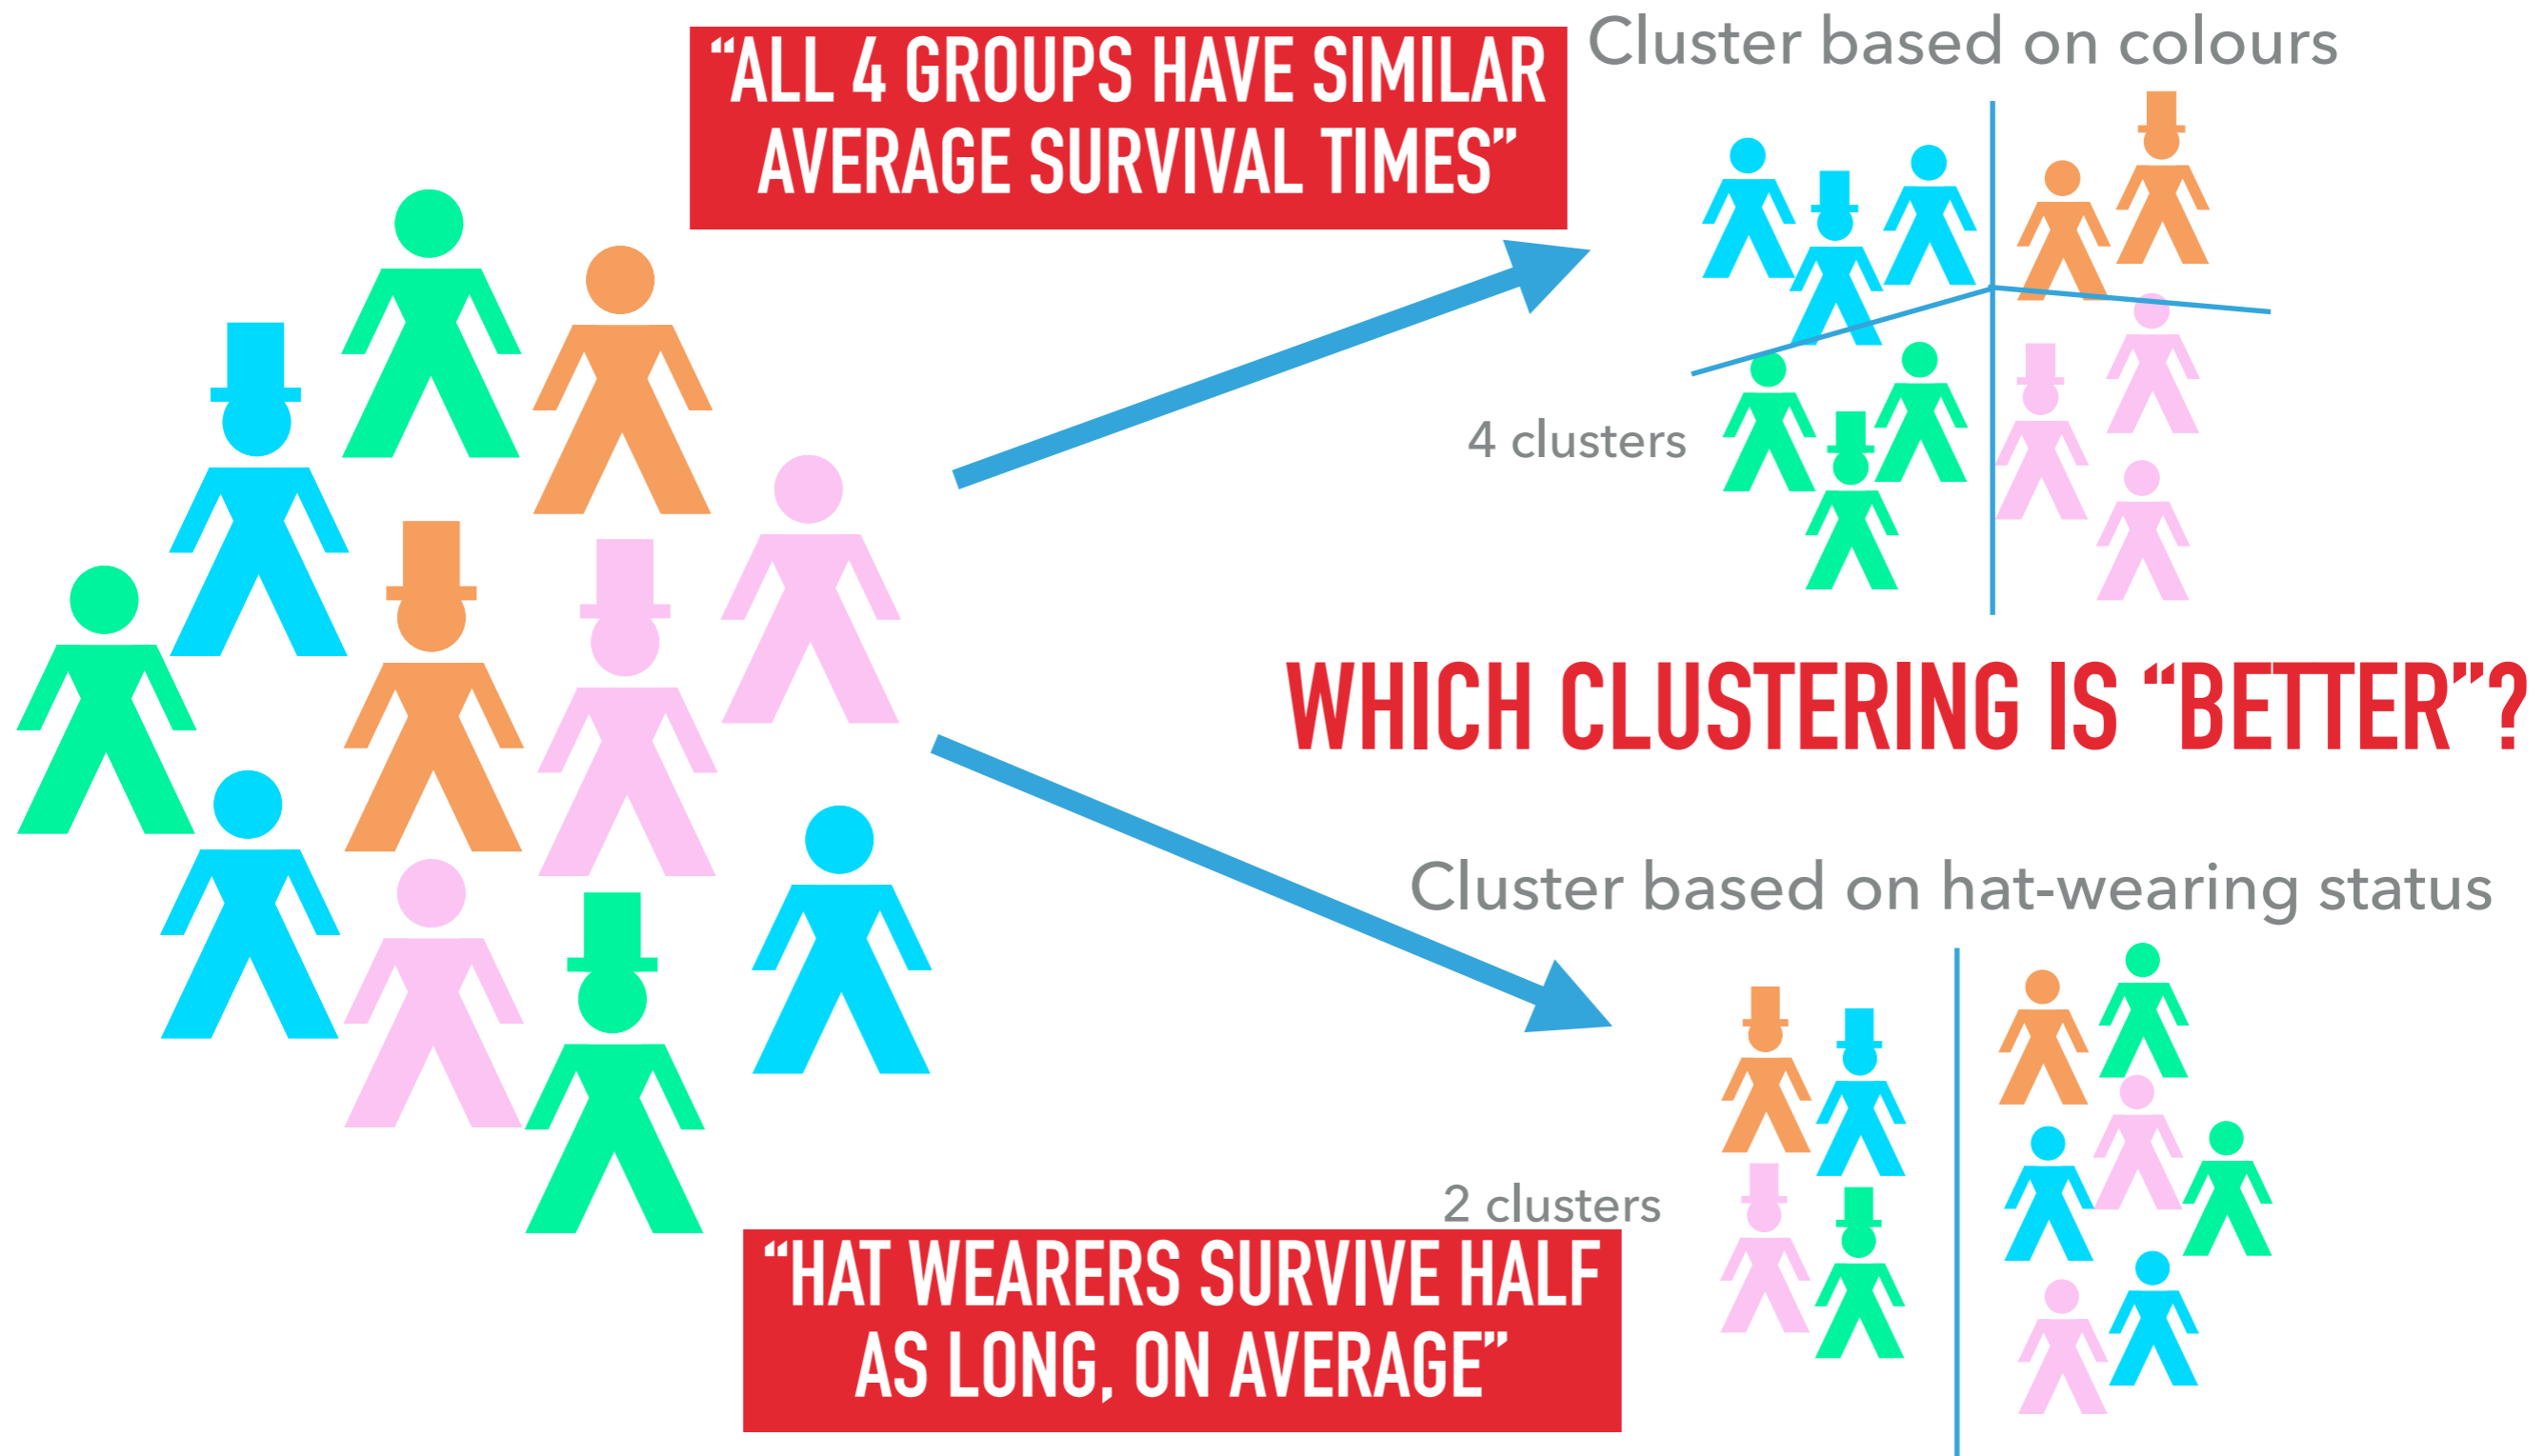 “ALL 4 GROUPS HAVE SIMILAR
AVERAGE SURVIVAL TIMES”
Cluster based on colours
4 clusters
WHICH CLUSTERING IS “BETTER”?
Cluster based on hat-wearing status
2 clusters
“HAT WEARERS SURVIVE HALF
AS LONG, ON AVERAGE”